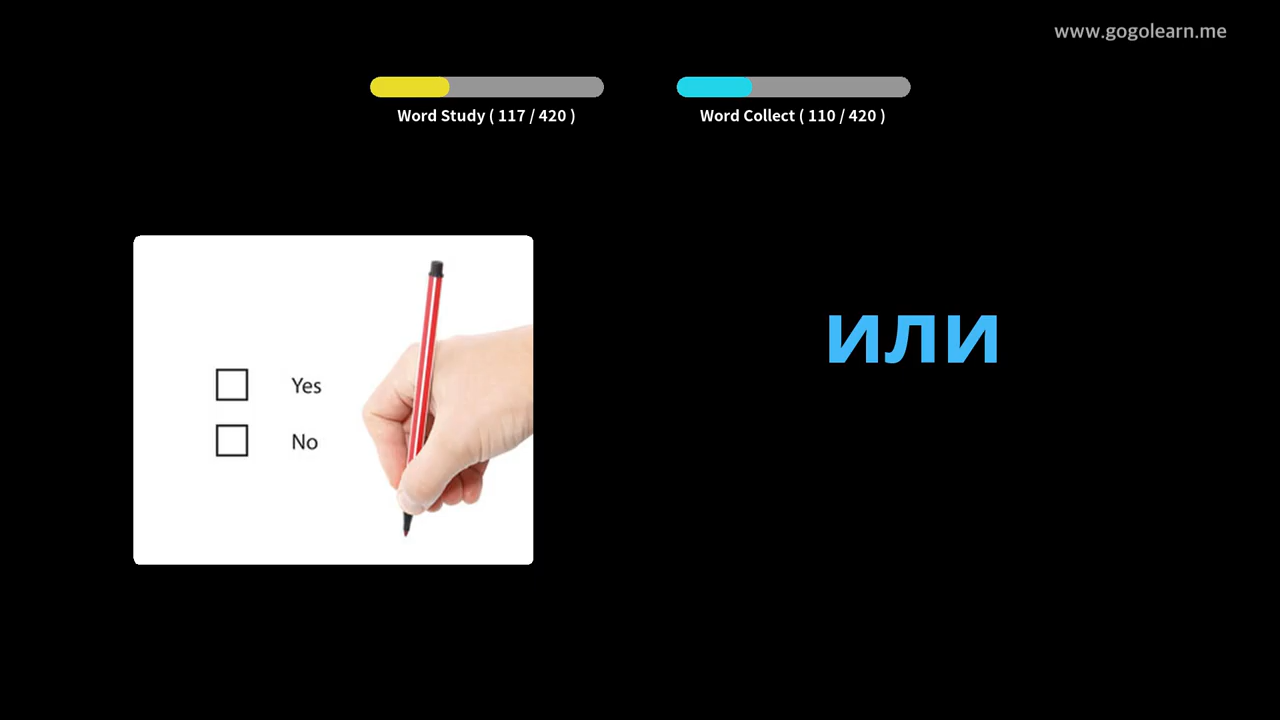 www.gogolearn.me
Word Study ( 117 / 420 )
Word Collect ( 110 / 420 )
Yes
No
или